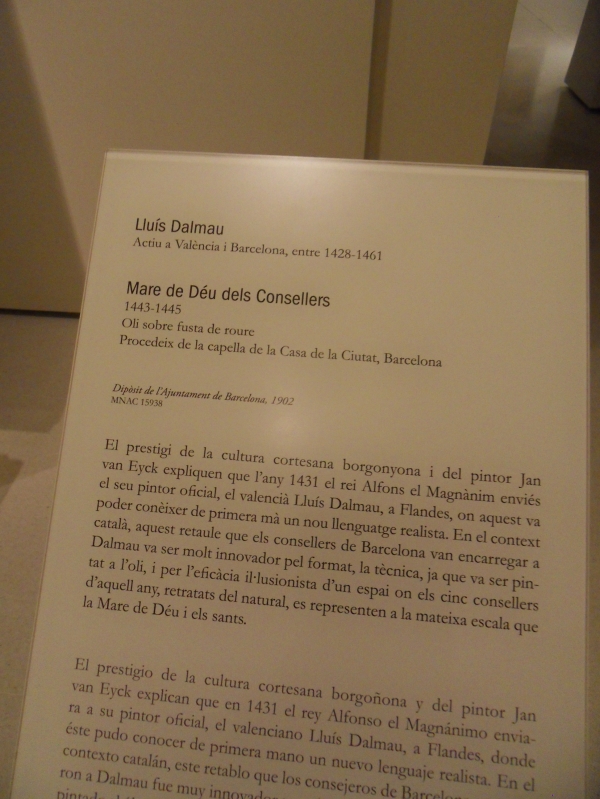 Lluís Dalmau
Actiu a València i Barcelona, entre 1428-1461
Mare de Déu dels Consellers
1443-1445
Oli sobre fusta de roure
Procedeix de la capella de la Casa de la Ciutat, Barcelona
Dipòsit de l'Ajuntament de Barcelona, 1902
MNAC 15938
El prestigi de la cultura cortesana borgonyona i del pintor Jan
van Eyck expliquen que l'any 1431 el rei Alfons el Magnànim enviés
el seu pintor oficial, el valencià Lluís Dalmau, a Flandes, on aquest va
poder conèixer de primera mà un nou llenguatge realista. En el context
català, aquest retaule que els consellers de Barcelona van encarregar a
Dalmau va ser molt innovador pel format, la tècnica, ja que va ser pin-
tat a l'oli, i per l'eficàcia il·lusionista d'un espai on els cinc consellers
d'aquell any, retratats del natural, es representen a la mateixa escala que
la Mare de Déu i els sants.
El prestigio de la cultura cortesana borgoñona y del pintor Jan
van Eyck explican que en 1431 el rey Alfonso el Magnánimo envia-
ra a su pintor oficial, el valenciano Lluís Dalmau, a Flandes, donde
éste pudo conocer de primera mano un nuevo lenguaje realista. En el
contexto catalán, este retablo que los consejeros de Barcelo
ron a Dalmau fue muy innovador